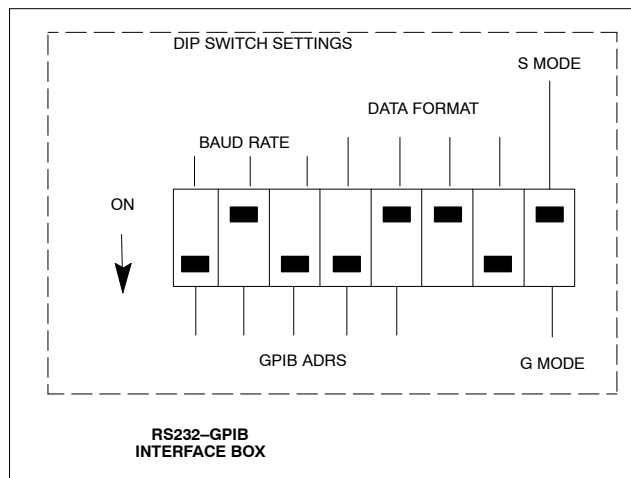 DIP SWITCH SETTINGS
S MODE
DATA FORMAT
BAUD RATE
ON
GPIB ADRS
G MODE
RS232–GPIB
INTERFACE BOX